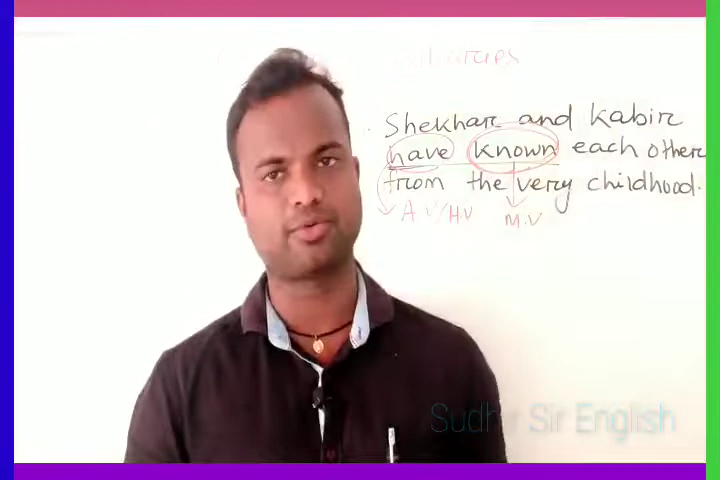 Shekhar and Kabir
have known each other
from the very childhood.
A.V/H.V M.V
Sudhir Sir English